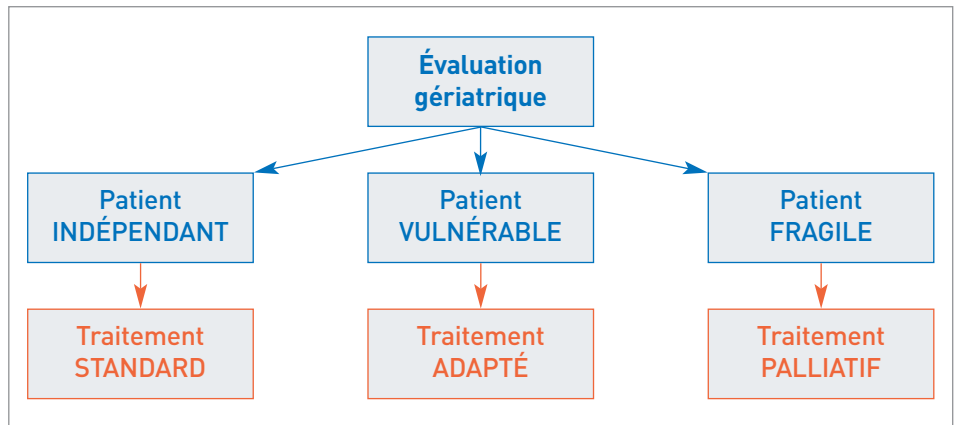 Évaluation
gériatrique
Patient
INDÉPENDANT
Patient
VULNÉRABLE
Patient
FRAGILE
Traitement
STANDARD
Traitement
ADAPTÉ
Traitement
PALLIATIF